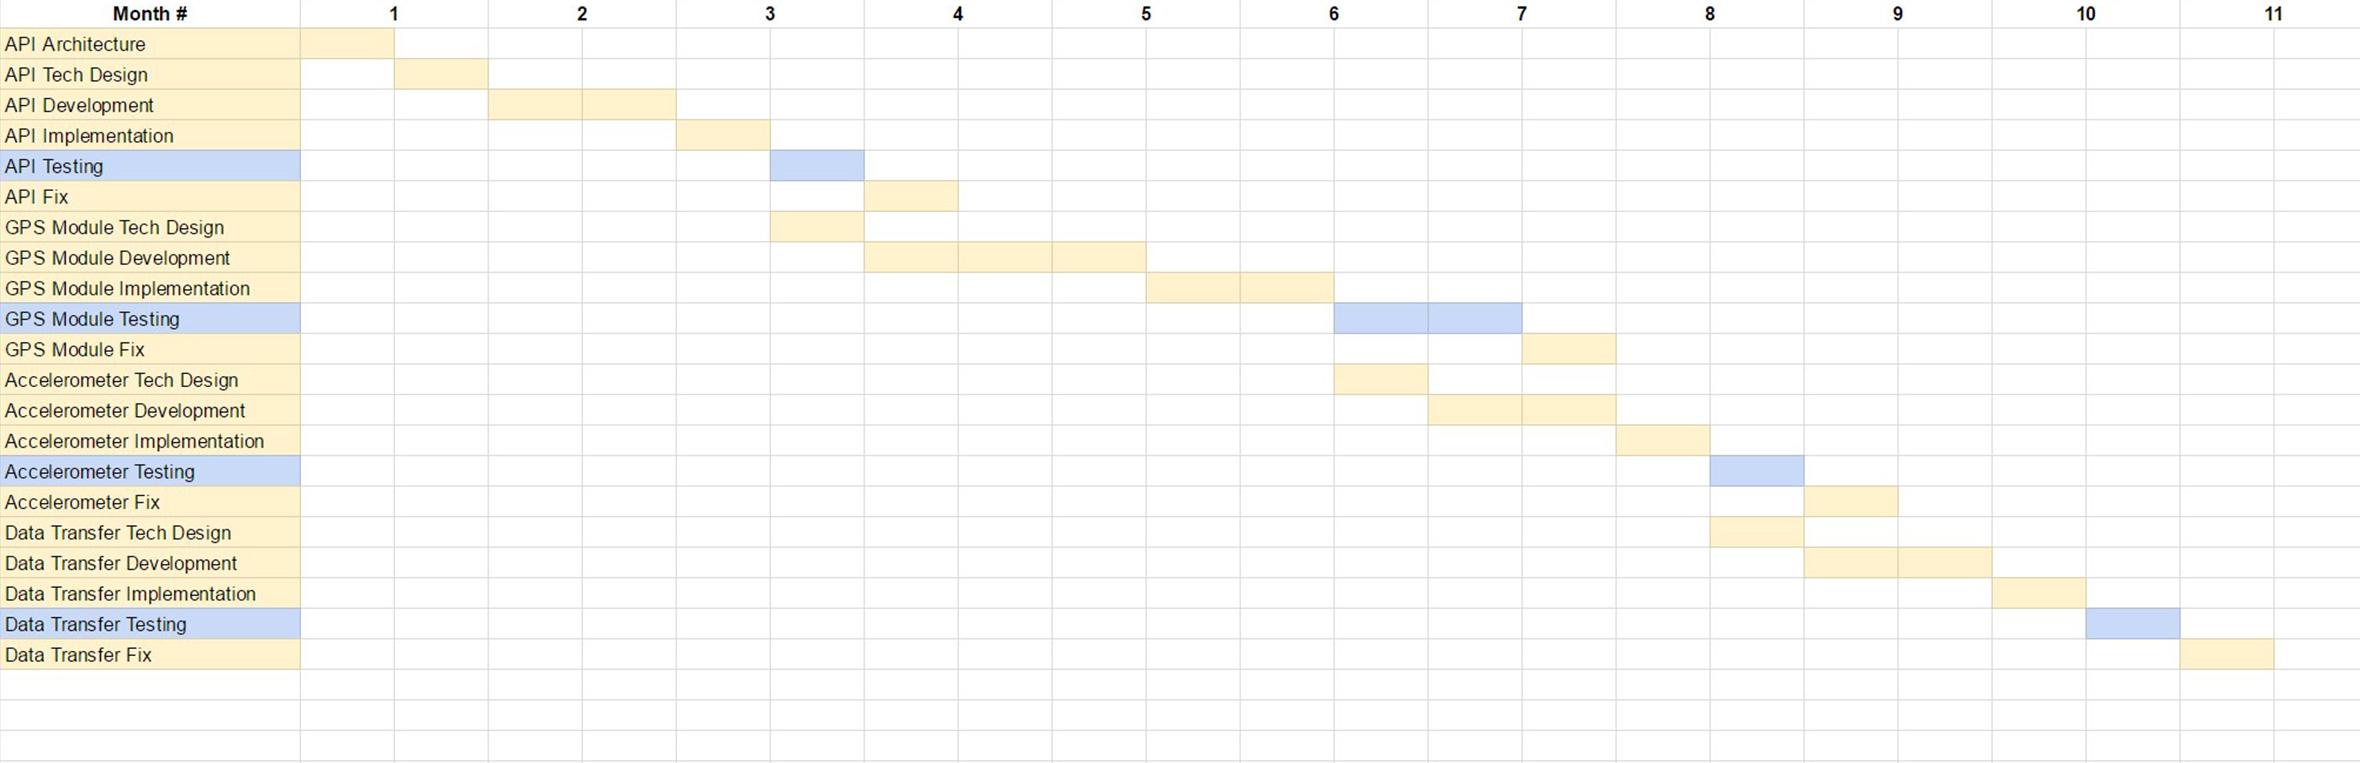 Month # 1 2 3 4 5 6 7 8 9 10 11
API Architecture
API Tech Design
API Development
API Implementation
API Testing
API Fix
GPS Module Tech Design
GPS Module Development
GPS Module Implementation
GPS Module Testing
GPS Module Fix
Accelerometer Tech Design
Accelerometer Development
Accelerometer Implementation
Accelerometer Testing
Accelerometer Fix
Data Transfer Tech Design
Data Transfer Development
Data Transfer Implementation
Data Transfer Testing
Data Transfer Fix